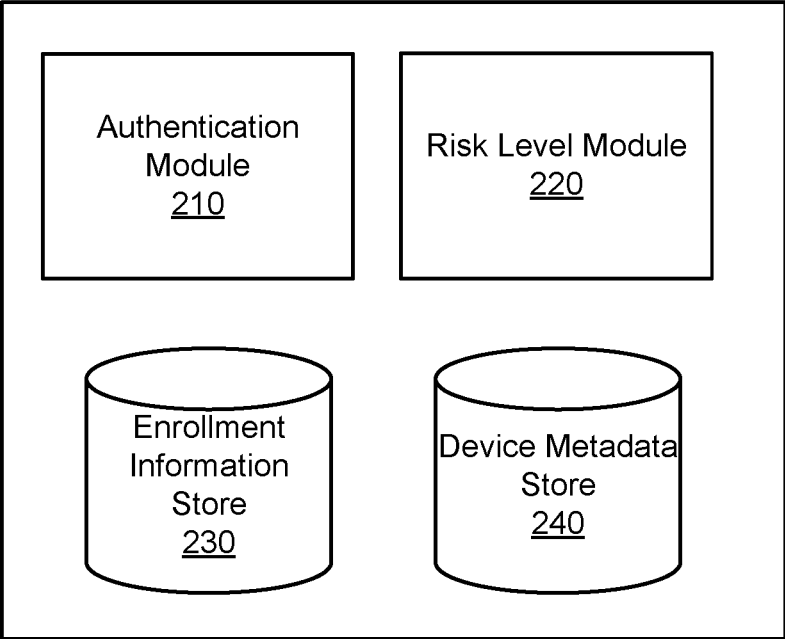 Authentication
Module
210
Risk Level Module
220
Enrollment
Information
Store
230
Device Metadata
Store
240